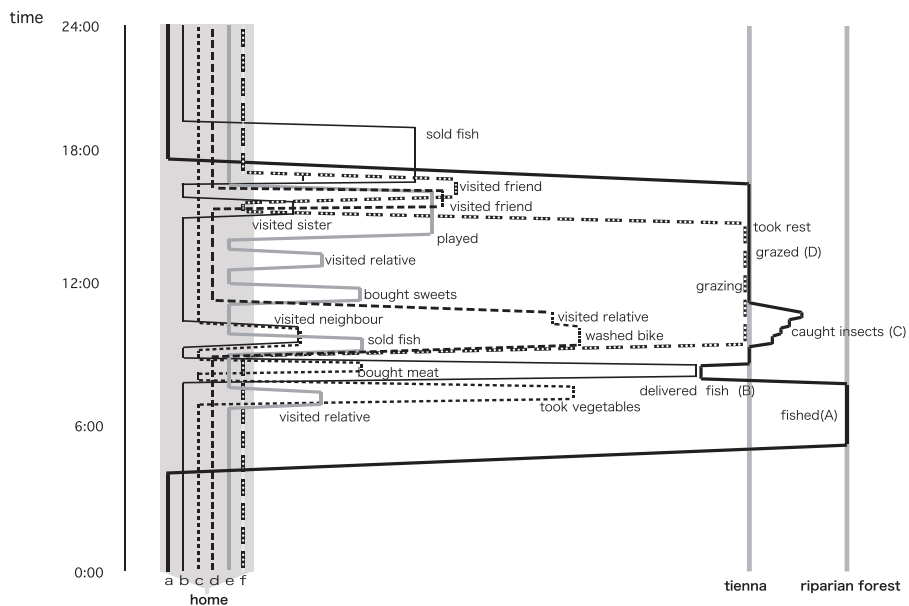 time
24:00
sold fish
18:00
visited friend
visited friend
visited sister
took rest
played
grazed (D)
visited relative
12:00
grazing
bought sweets
visited relative
visited neighbour
caught insects (C)
washed bike
sold fish
bought meat
delivered fish (B)
took vegetables
visited relative
fished(A)
6:00
0:00
a b c d e f
home
tienna
riparian forest